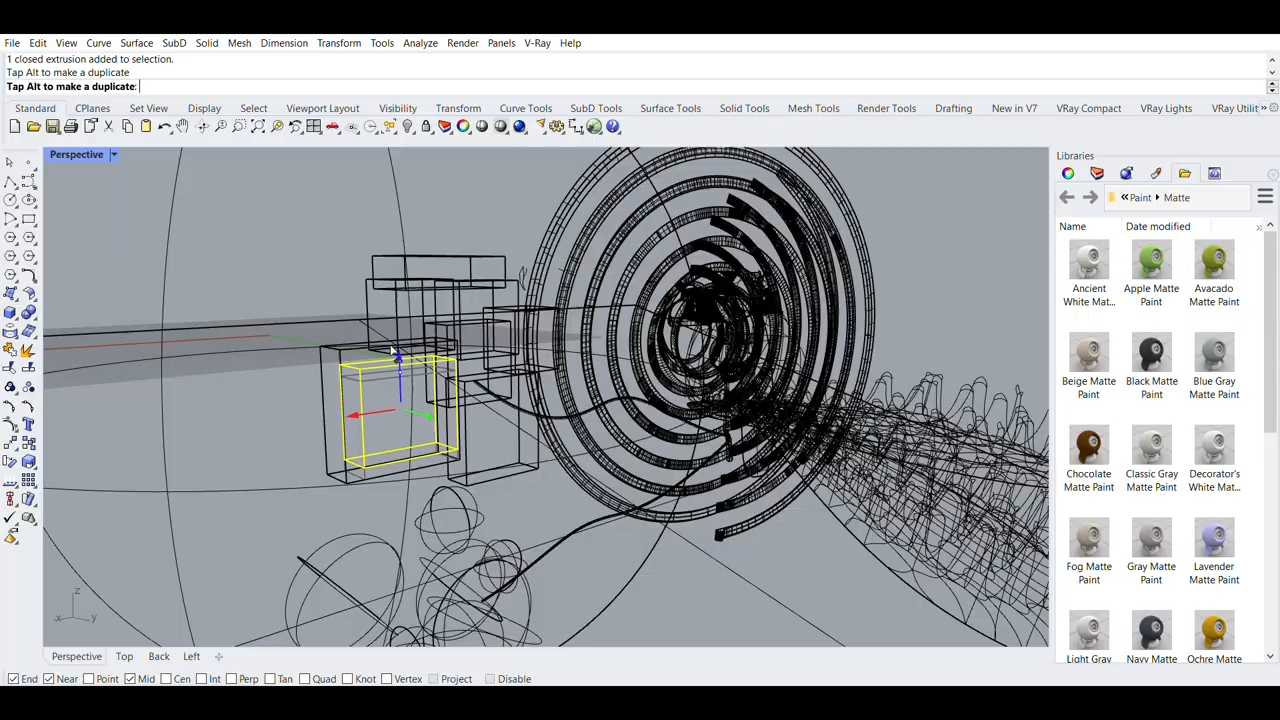 File Edit View Curve Surface SubD Solid Mesh Dimension Transform Tools Analyze Render Panels V-Ray Help
1 closed extrusion added to selection.
Tap Alt to make a duplicate
Tap Alt to make a duplicate:
Standard CPlanes Set View Display Select Viewport Layout Visibility Transform Curve Tools SubD Tools Surface Tools Solid Tools Mesh Tools Render Tools Drafting New in V7 VRay Compact VRay Lights VRay Utilit »
Perspective
Libraries
«Paint › Matte
Name Date modified »
Ancient White Mat...
Apple Matte Paint
Avacado Matte Paint
Beige Matte Paint
Black Matte Paint
Blue Gray Matte Paint
Chocolate Matte Paint
Classic Gray Matte Paint
Decorator's White Mat...
Fog Matte Paint
Gray Matte Paint
Lavender Matte Paint
Light Gray
Navy Matte
Ochre Matte
z
x y
Perspective Top Back Left
End Near Point Mid Cen Int Perp Tan Quad Knot Vertex Project Disable